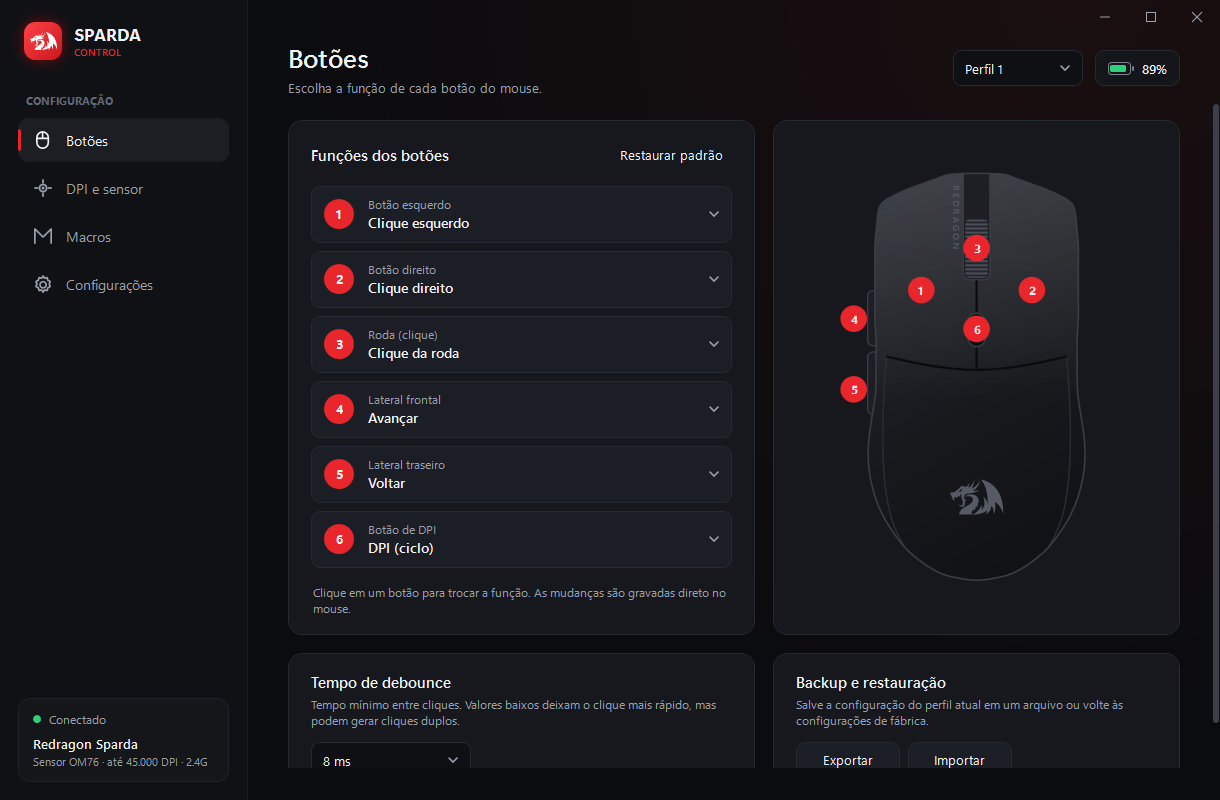 SPARDA
CONTROL
CONFIGURAÇÃO
Botões
DPI e sensor
Macros
Configurações
Conectado
Redragon Sparda
Sensor OM76 · até 45.000 DPI · 2.4G
Botões
Escolha a função de cada botão do mouse.
Perfil 1
89%
Funções dos botões
Restaurar padrão
1
Botão esquerdo
Clique esquerdo
2
Botão direito
Clique direito
3
Roda (clique)
Clique da roda
4
Lateral frontal
Avançar
5
Lateral traseiro
Voltar
6
Botão de DPI
DPI (ciclo)
Clique em um botão para trocar a função. As mudanças são gravadas direto no
mouse.
REDRAGON
3
1
2
4
6
5
Tempo de debounce
Tempo mínimo entre cliques. Valores baixos deixam o clique mais rápido, mas
podem gerar cliques duplos.
8 ms
Backup e restauração
Salve a configuração do perfil atual em um arquivo ou volte às
configurações de fábrica.
Exportar
Importar